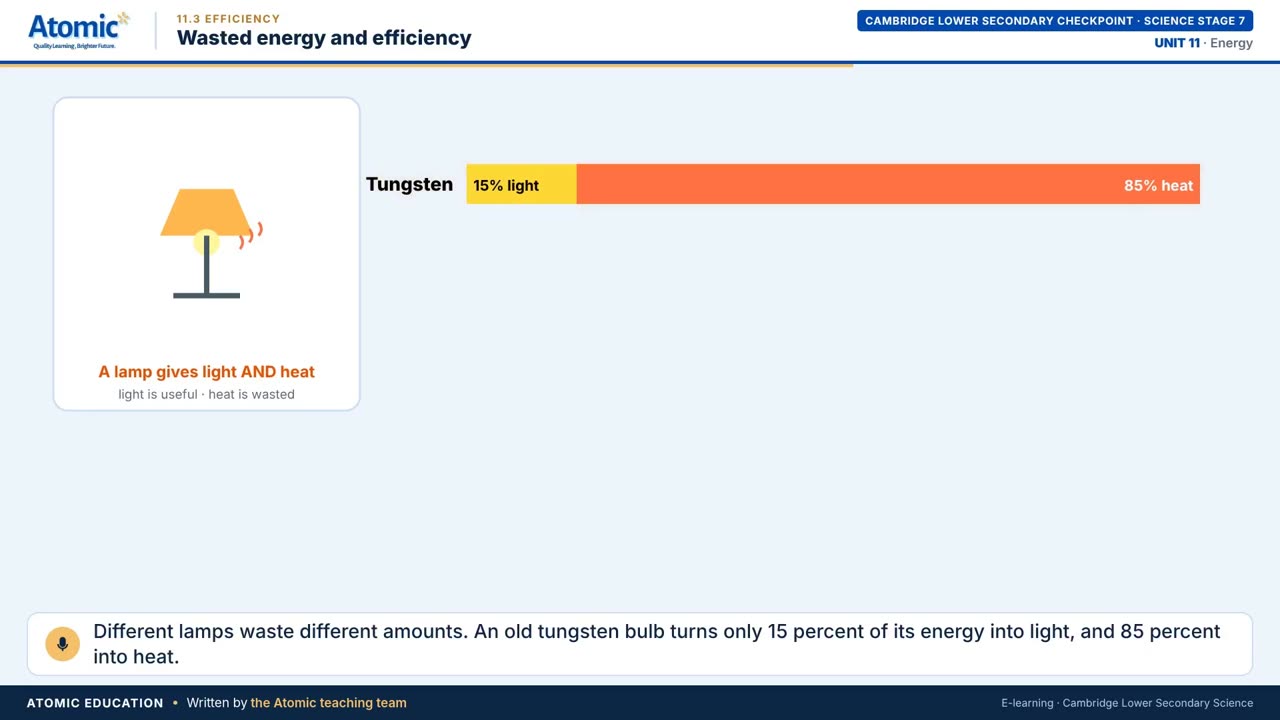 Atomic
Quality Learning, Brighter Future.
11.3 EFFICIENCY
Wasted energy and efficiency
CAMBRIDGE LOWER SECONDARY CHECKPOINT · SCIENCE STAGE 7
UNIT 11 · Energy
Tungsten
15% light
85% heat
A lamp gives light AND heat
light is useful · heat is wasted
Different lamps waste different amounts. An old tungsten bulb turns only 15 percent of its energy into light, and 85 percent
into heat.
ATOMIC EDUCATION • Written by the Atomic teaching team
E-learning · Cambridge Lower Secondary Science